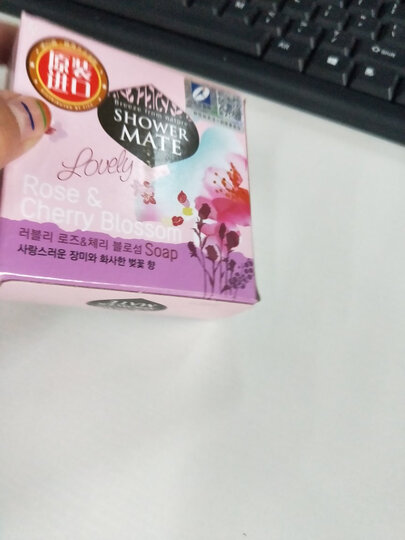 原装
进口
SHOWER
MATE
Lovely
Rose &
Cherry Blossom
러블리 로즈&체리 블로섬 Soap
사랑스러운 장미와 화사한 벚꽃 향